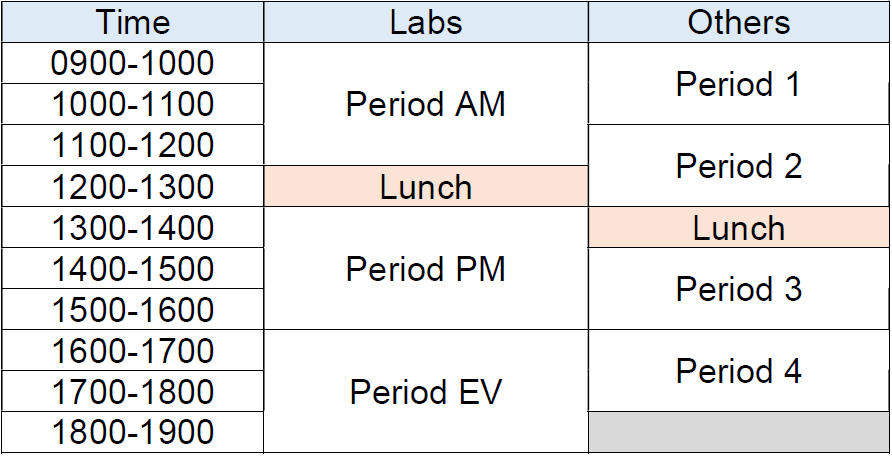 Time Labs Others
0900-1000
Period 1
1000-1100 Period AM
1100-1200
Period 2
1200-1300 Lunch
1300-1400 Lunch
1400-1500 Period PM
Period 3
1500-1600
1600-1700
Period 4
1700-1800 Period EV
1800-1900